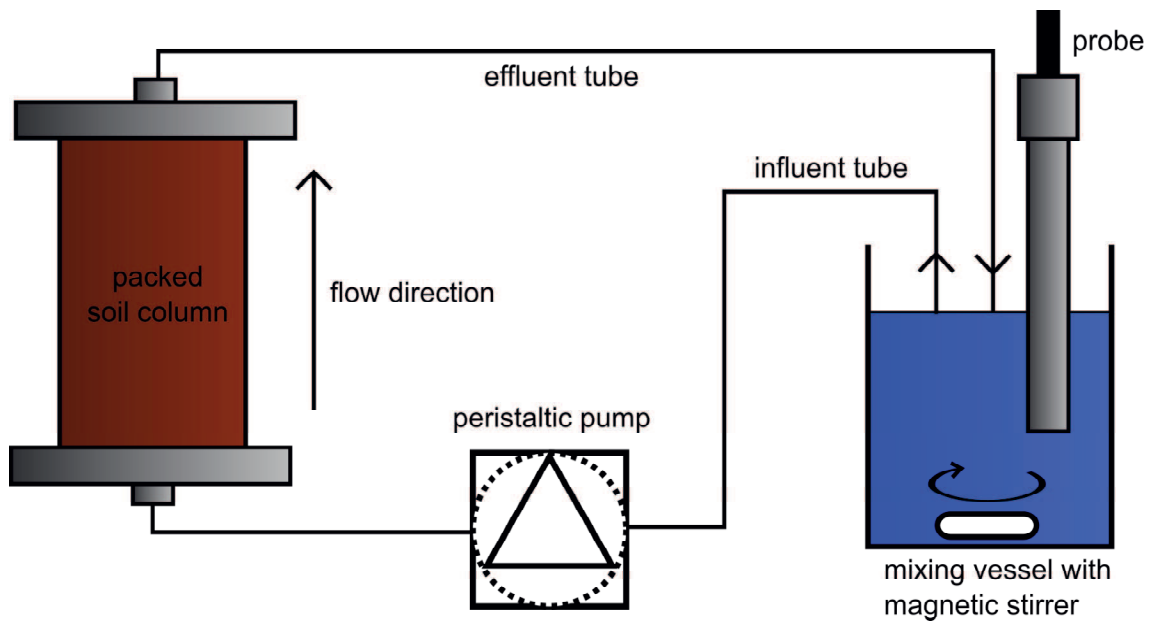 probe
effluent tube
influent tube
packed
soil column
flow direction
peristaltic pump
mixing vessel with
magnetic stirrer